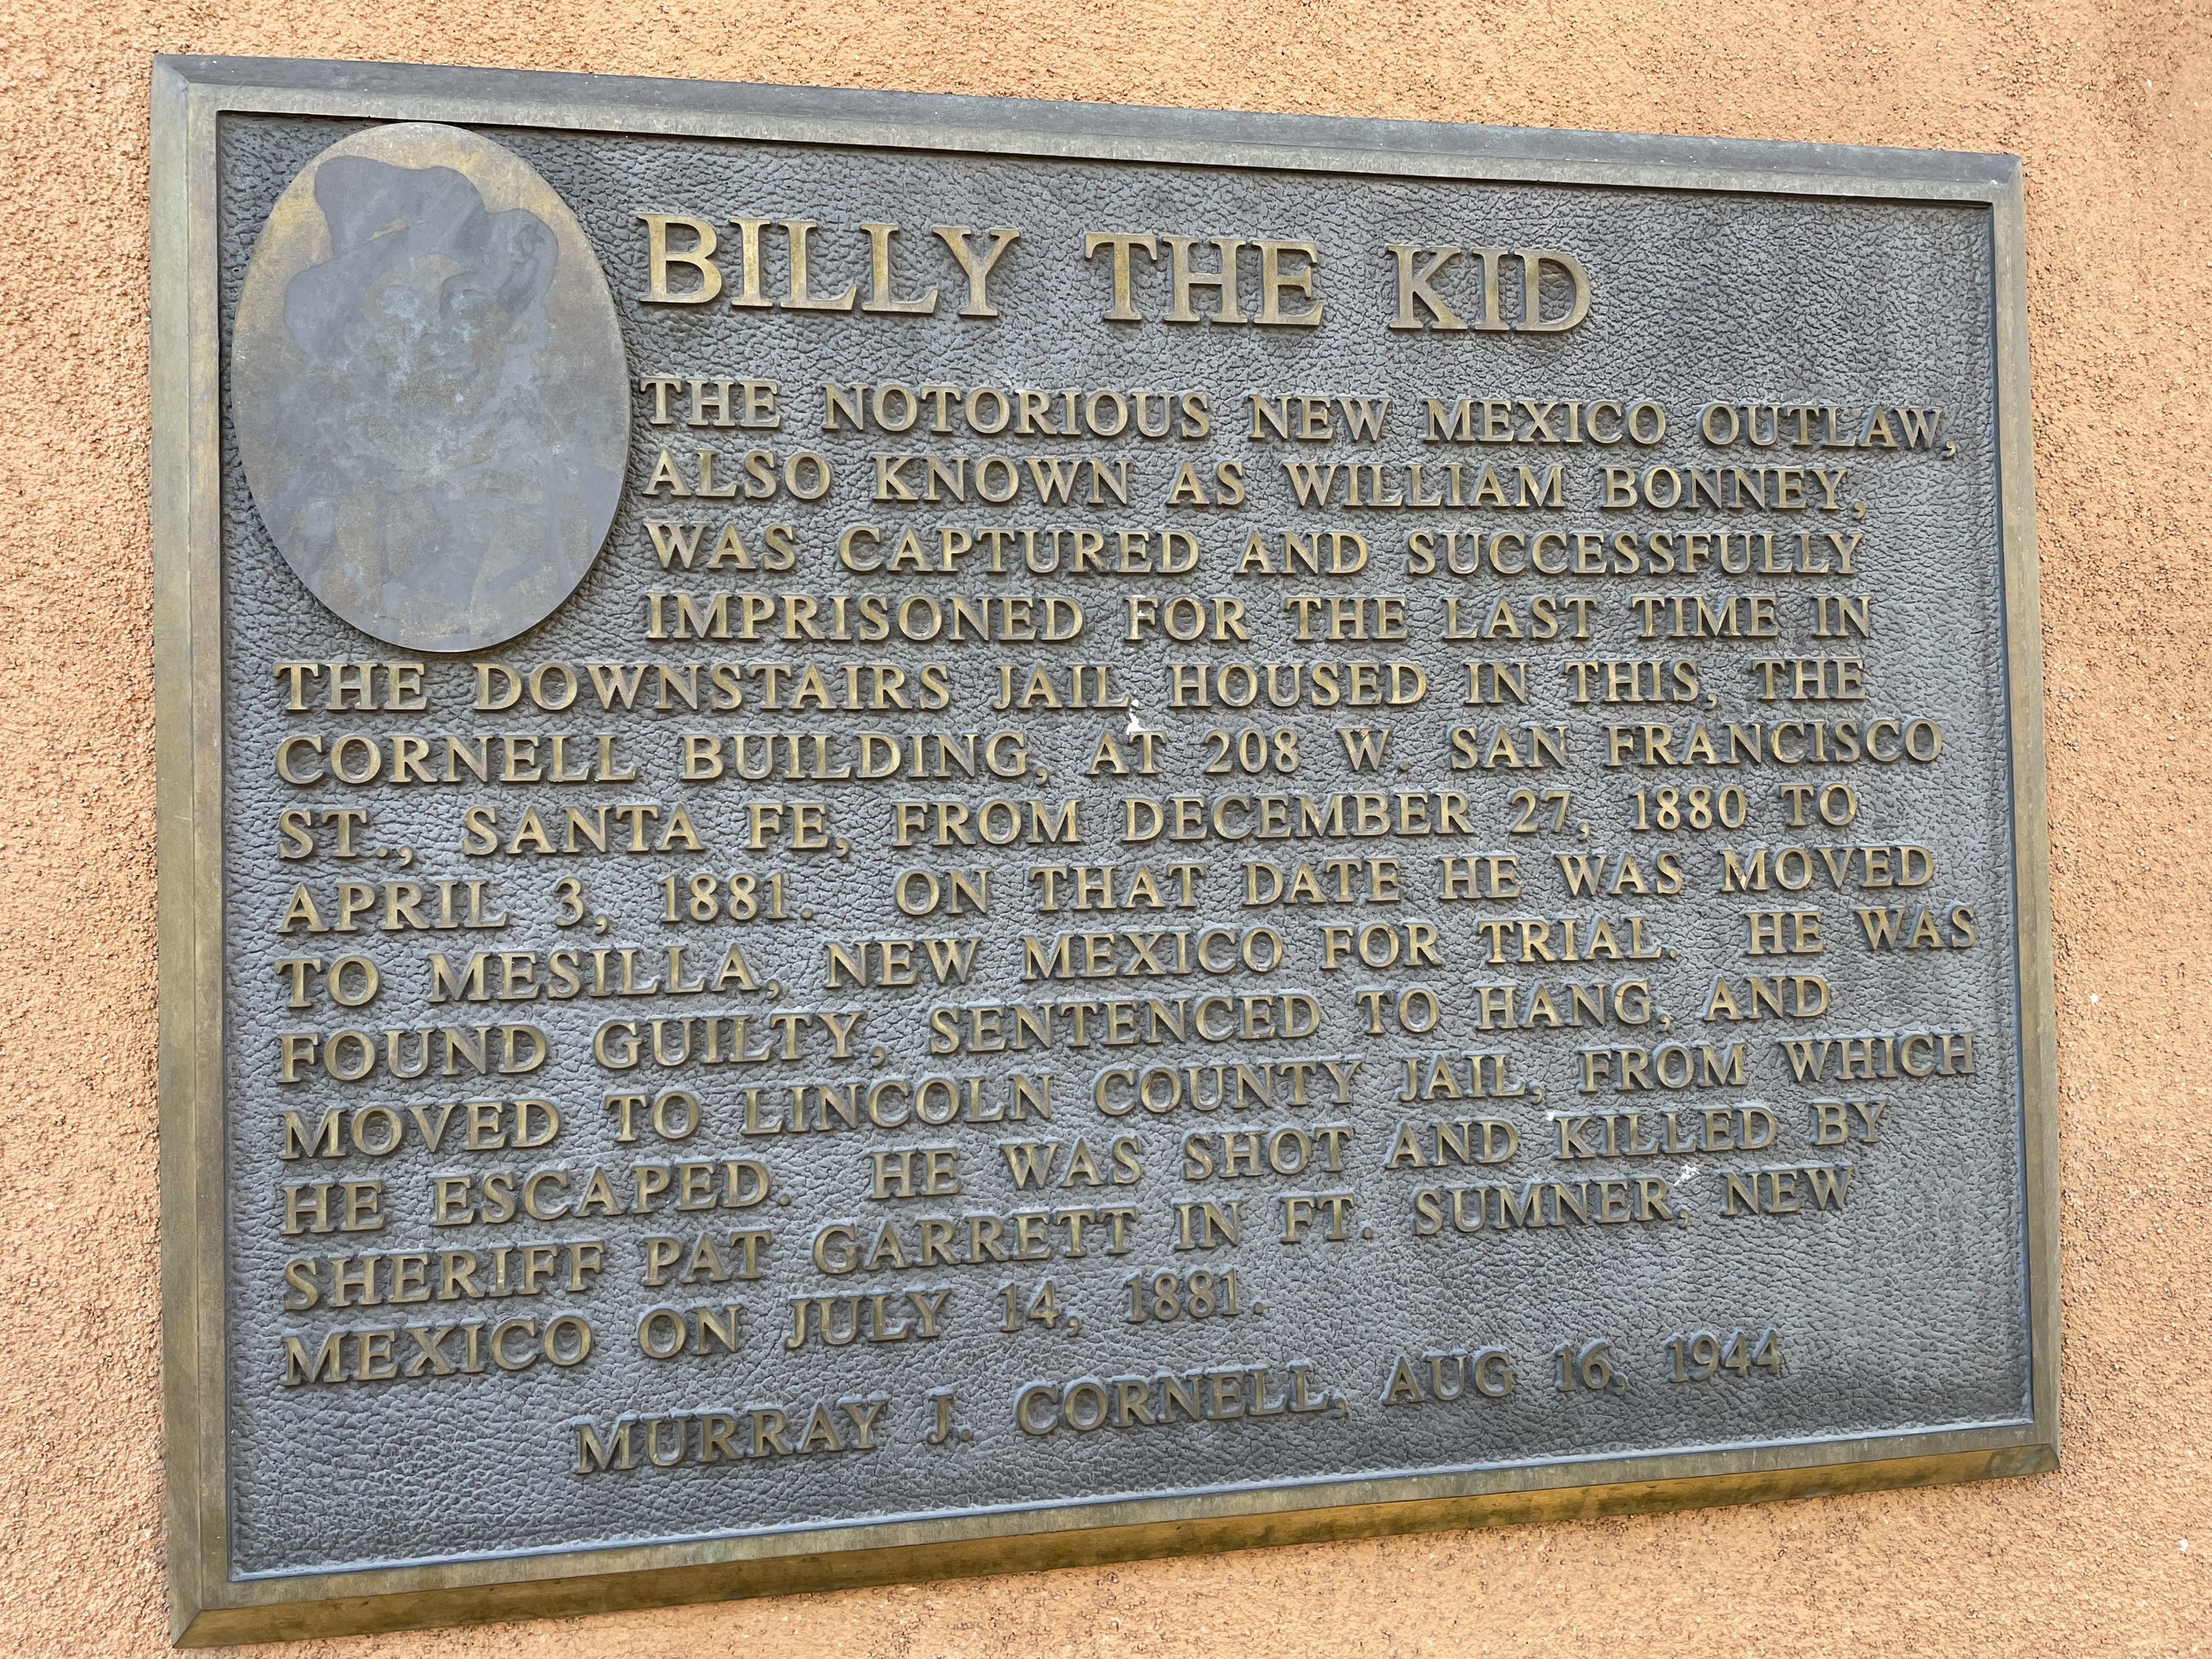 BILLY THE KID
THE NOTORIOUS NEW MEXICO OUTLAW,
ALSO KNOWN AS WILLIAM BONNEY,
WAS CAPTURED AND SUCCESSFULLY
IMPRISONED FOR THE LAST TIME IN
THE DOWNSTAIRS JAIL, HOUSED IN THIS, THE
CORNELL BUILDING, AT 208 W. SAN FRANCISCO
ST., SANTA FE, FROM DECEMBER 27, 1880 TO
APRIL 3, 1881. ON THAT DATE HE WAS MOVED
TO MESILLA, NEW MEXICO FOR TRIAL. HE WAS
FOUND GUILTY, SENTENCED TO HANG, AND
MOVED TO LINCOLN COUNTY JAIL, FROM WHICH
HE ESCAPED. HE WAS SHOT AND KILLED BY
SHERIFF PAT GARRETT IN FT. SUMNER, NEW
MEXICO ON JULY 14, 1881.
MURRAY J. CORNELL, AUG 16, 1944